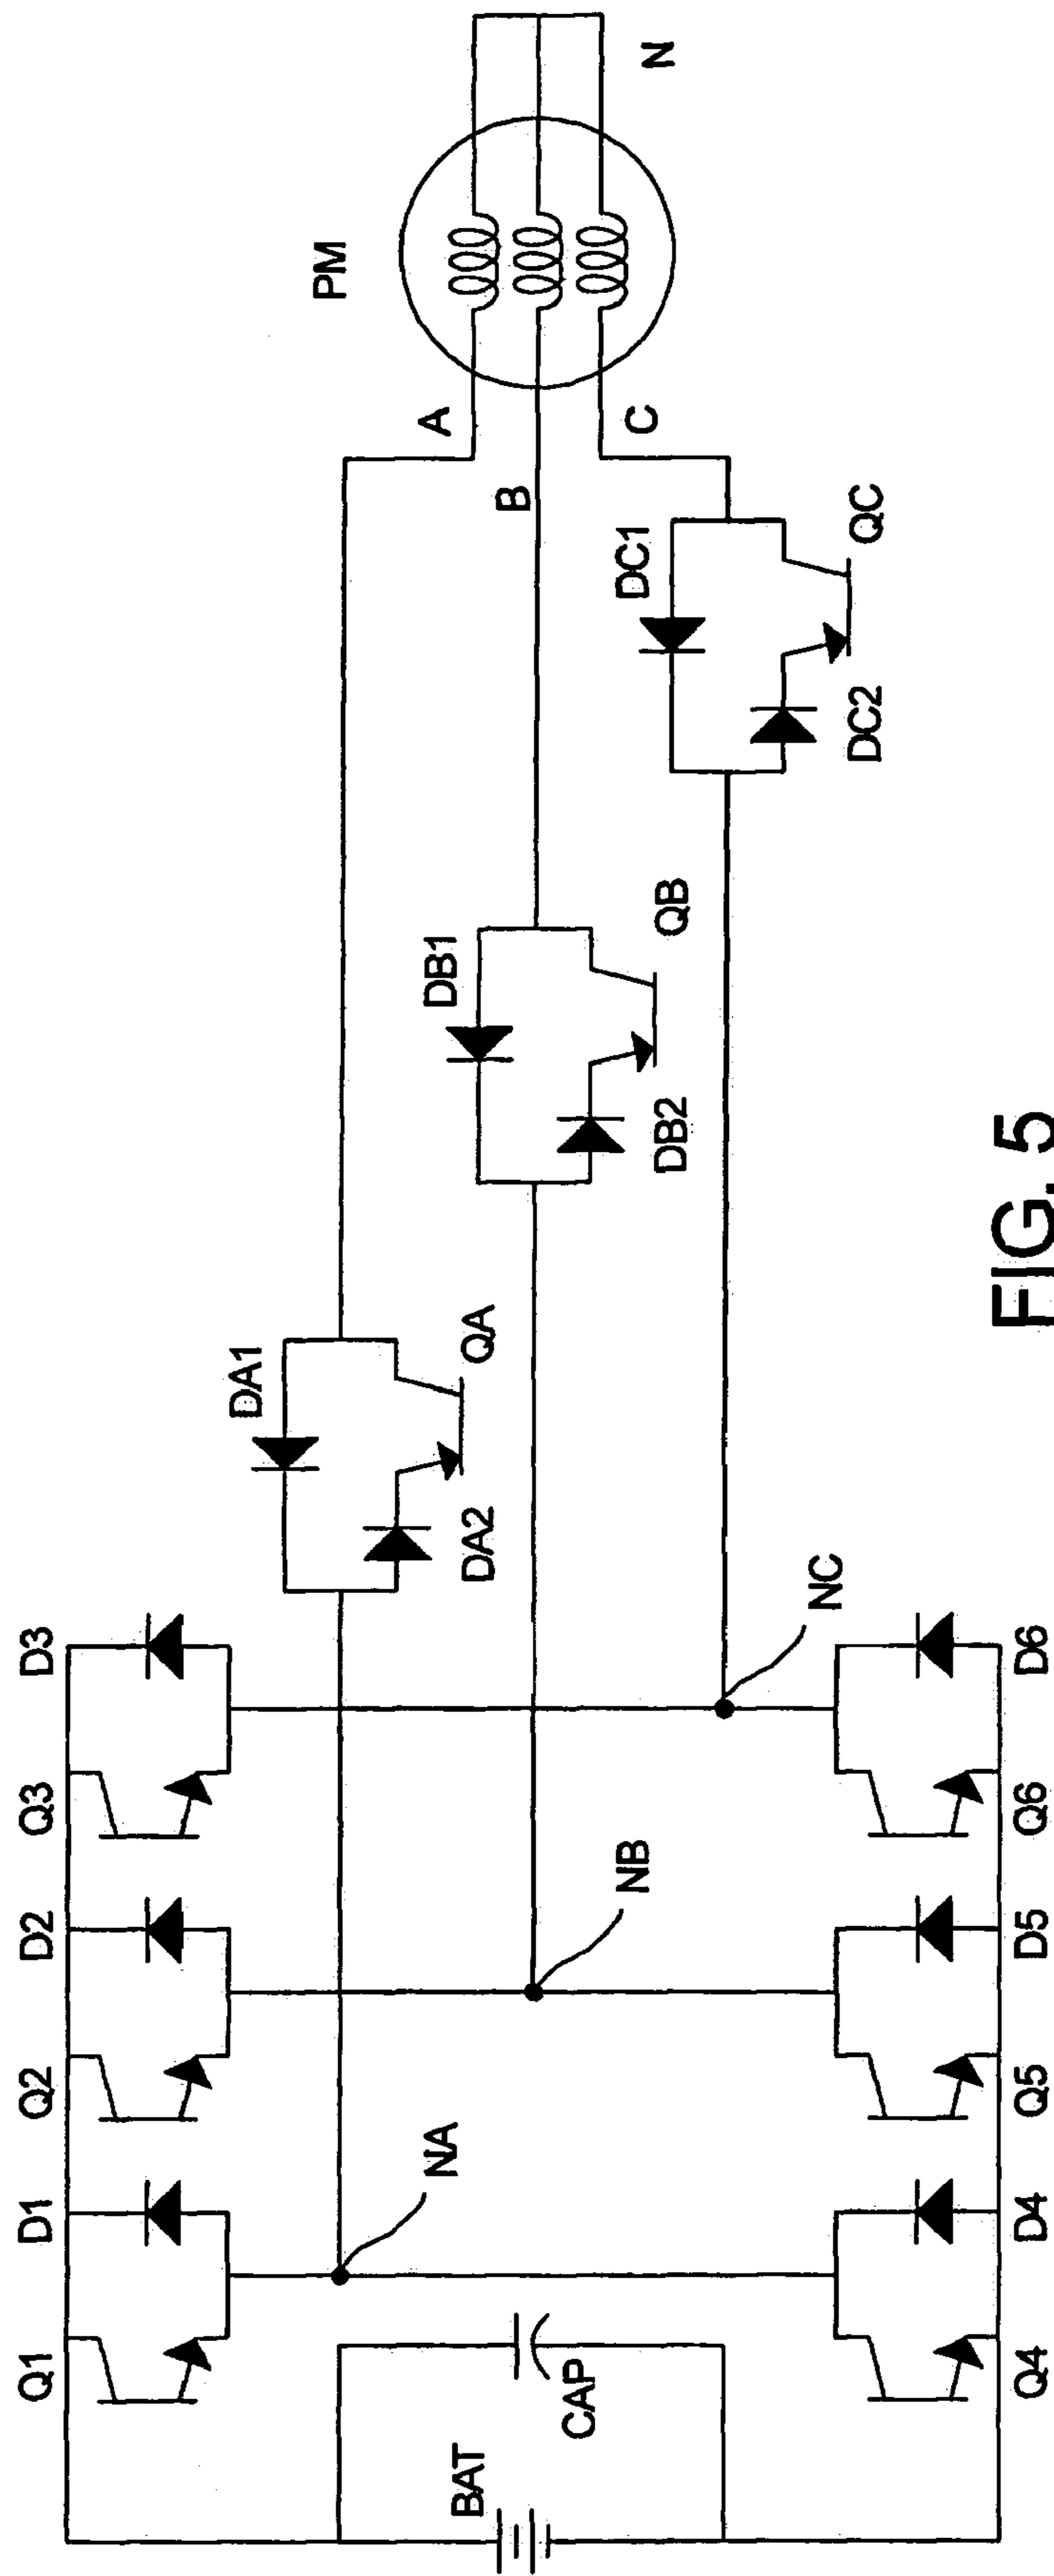 Q1 D1 Q2 D2 Q3 D3
DA1
PM
A
NA
DA2
QA
DB1
B
BAT
CAP
NB
DB2
QB
DC1
C
N
NC
DC2
QC
Q4 D4 Q5 D5 Q6 D6
FIG. 5